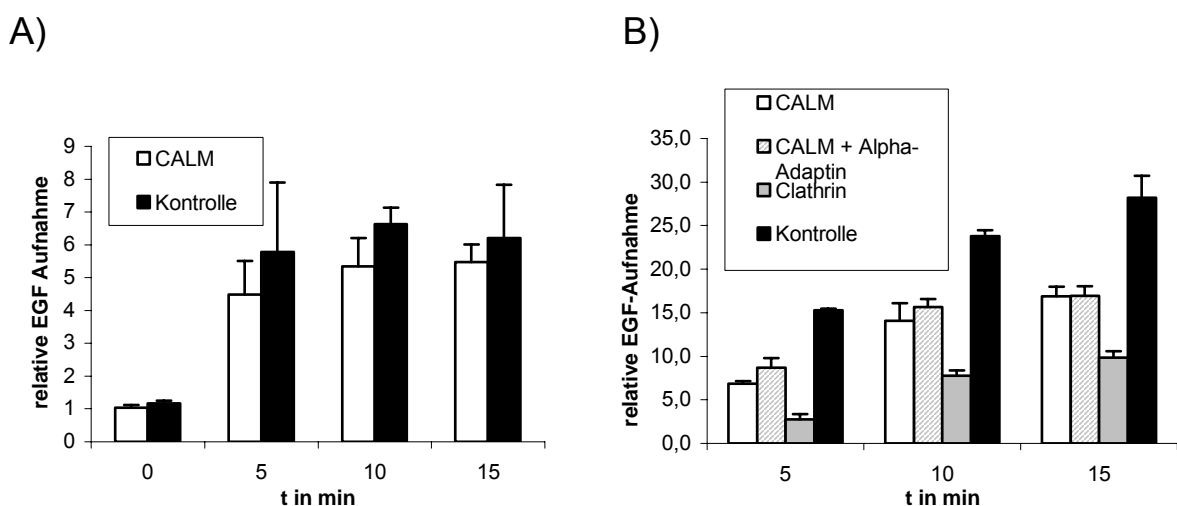 A)
CALM
Kontrolle
9
8
7
6
5
4
3
2
1
0
relative EGF Aufnahme
0
5
10
15
t in min
B)
CALM
CALM + Alpha-
Adaptin
Clathrin
Kontrolle
35,0
30,0
25,0
20,0
15,0
10,0
5,0
0,0
relative EGF-Aufnahme
5
10
15
t in min